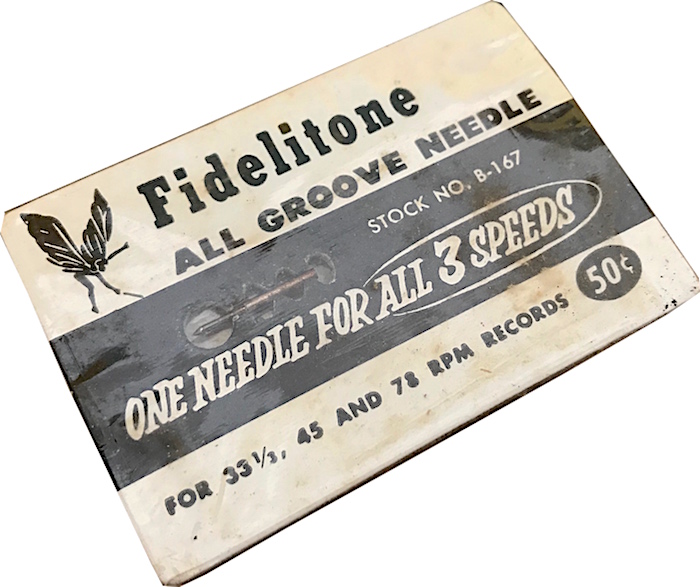 Fidelitone
ALL GROOVE NEEDLE
STOCK NO. B-167
ONE NEEDLE FOR ALL 3 SPEEDS
50¢
FOR 33⅓, 45 AND 78 RPM RECORDS